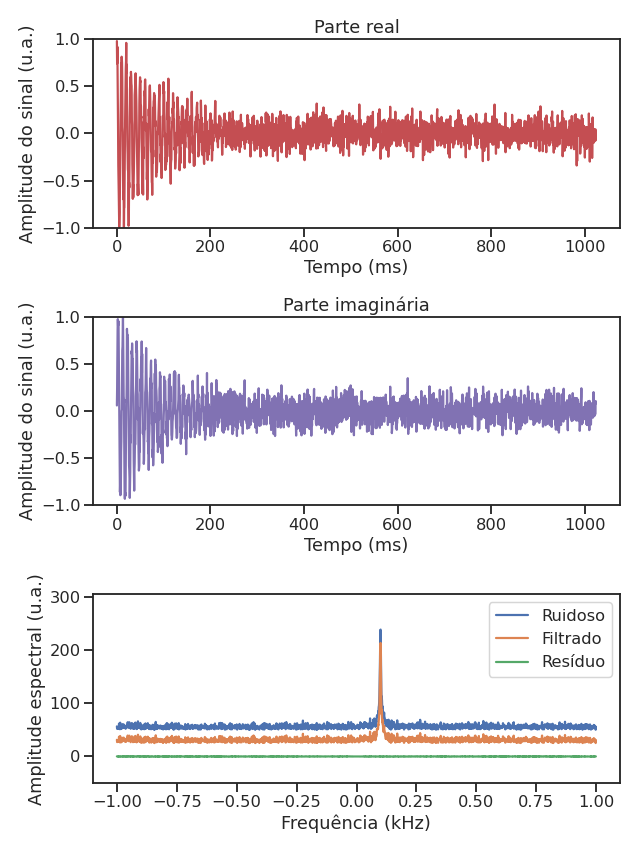 Parte real
Amplitude do sinal (u.a.)
1.0
0.5
0.0
−0.5
−1.0
0 200 400 600 800 1000
Tempo (ms)
Parte imaginária
Amplitude do sinal (u.a.)
1.0
0.5
0.0
−0.5
−1.0
0 200 400 600 800 1000
Tempo (ms)
Amplitude espectral (u.a.)
300
200
100
0
Ruidoso
Filtrado
Resíduo
−1.00 −0.75 −0.50 −0.25 0.00 0.25 0.50 0.75 1.00
Frequência (kHz)